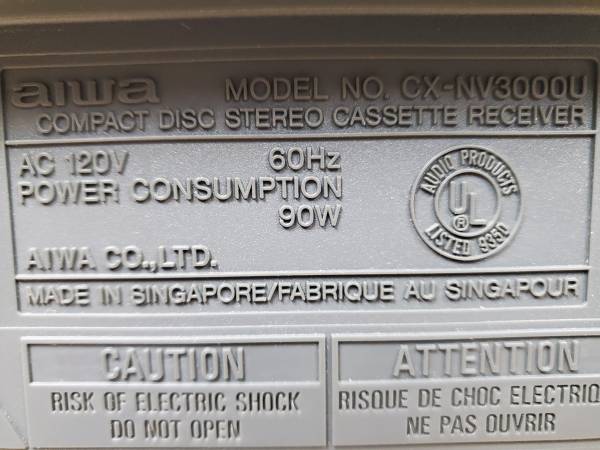 aiwa MODEL NO. CX-NV3000U
COMPACT DISC STEREO CASSETTE RECEIVER
AC 120V 60Hz
POWER CONSUMPTION
90W
AUDIO PRODUCTS
UL
®
LISTED 935D
AIWA CO.,LTD.
MADE IN SINGAPORE/FABRIQUE AU SINGAPOUR
CAUTION
RISK OF ELECTRIC SHOCK
DO NOT OPEN
ATTENTION
RISQUE DE CHOC ELECTRIQ
NE PAS OUVRIR